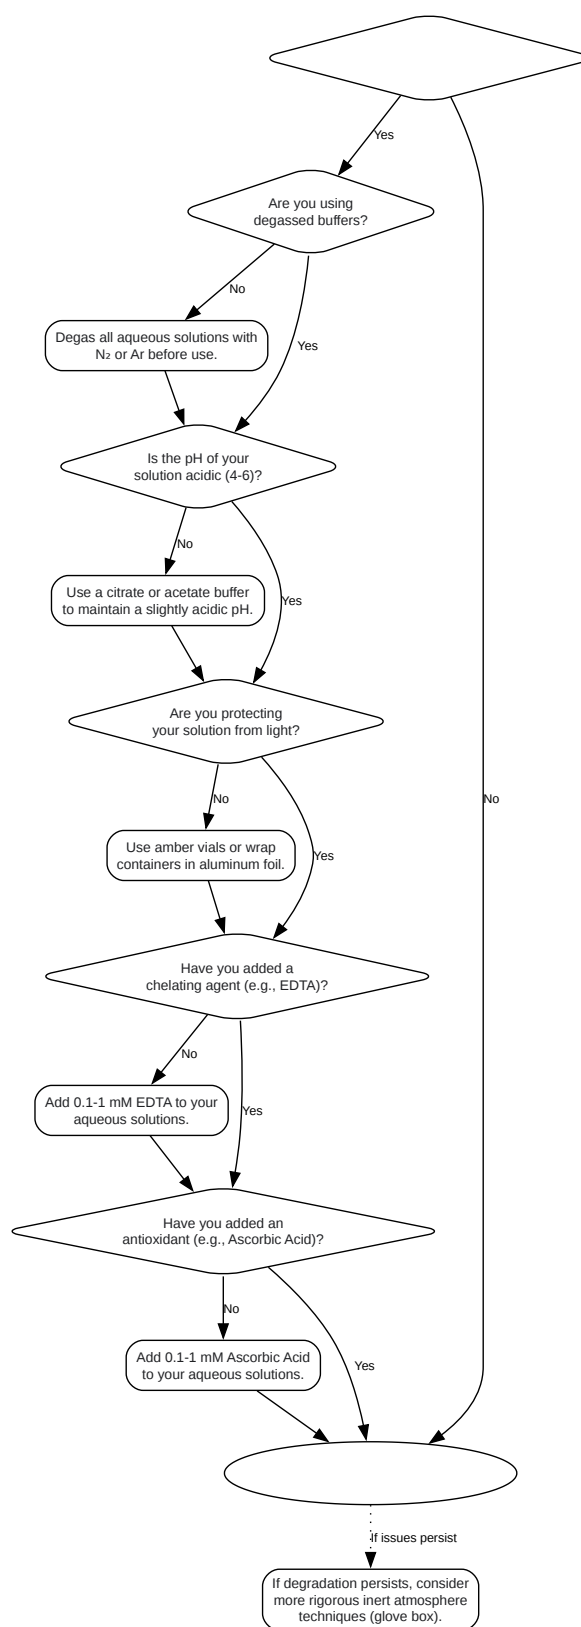 Yes
Are you using
degassed buffers?
No
Yes
Degas all aqueous solutions with
N₂ or Ar before use.
Is the pH of your
solution acidic (4-6)?
No
Yes
Use a citrate or acetate buffer
to maintain a slightly acidic pH.
Are you protecting
your solution from light?
No
No
Yes
Use amber vials or wrap
containers in aluminum foil.
Have you added a
chelating agent (e.g., EDTA)?
No
Yes
Add 0.1-1 mM EDTA to your
aqueous solutions.
Have you added an
antioxidant (e.g., Ascorbic Acid)?
No
Yes
Add 0.1-1 mM Ascorbic Acid
to your aqueous solutions.
If issues persist
If degradation persists, consider
more rigorous inert atmosphere
techniques (glove box).